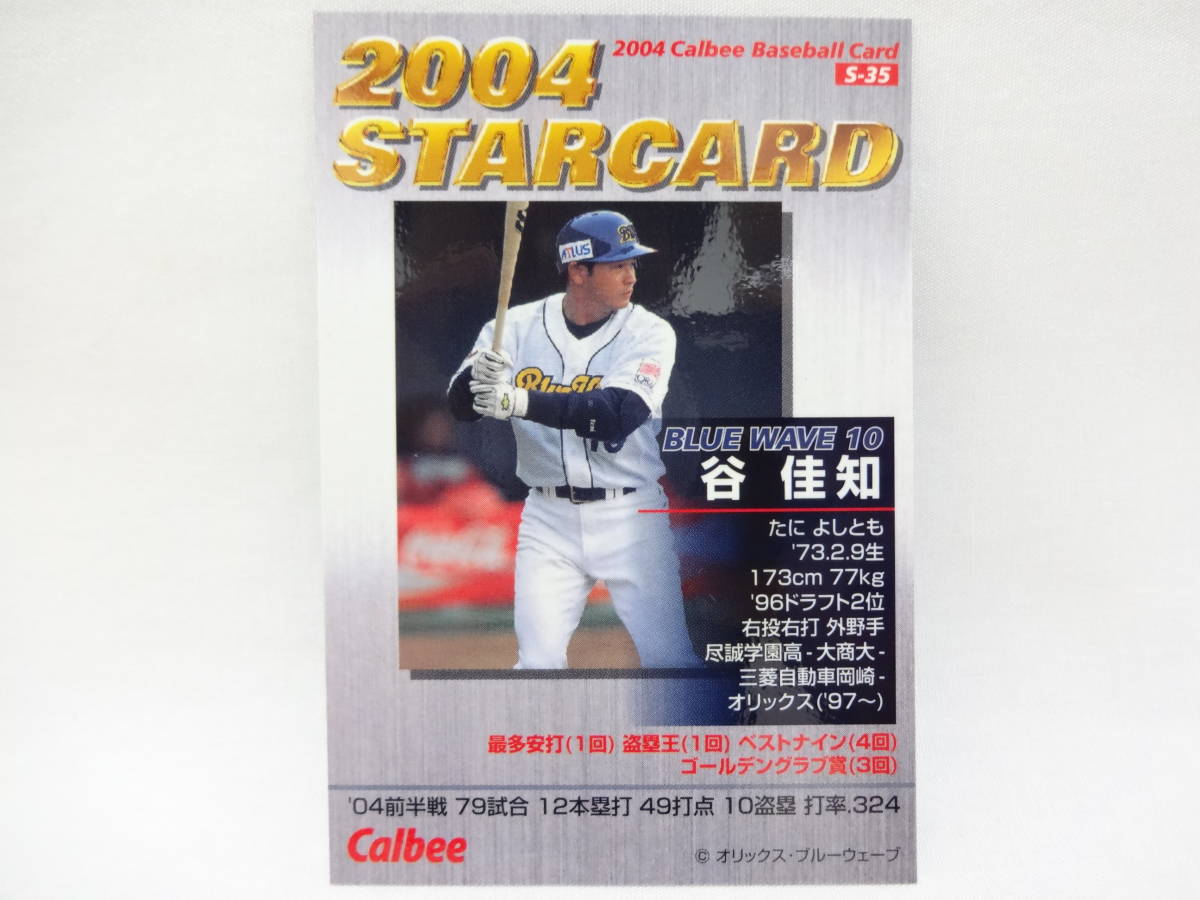 2004
2004 Calbee Baseball Card
S-35
STARCARD
ATLUS
BLUE WAVE 10
谷 佳知
たに よしとも
'73.2.9生
173cm 77kg
'96ドラフト2位
右投右打 外野手
尽誠学園高-大商大-
三菱自動車岡崎-
オリックス('97〜)
最多安打(1回) 盗塁王(1回) ベストナイン(4回)
ゴールデングラブ賞(3回)
'04前半戦 79試合 12本塁打 49打点 10盗塁 打率.324
Calbee
© オリックス・ブルーウェーブ